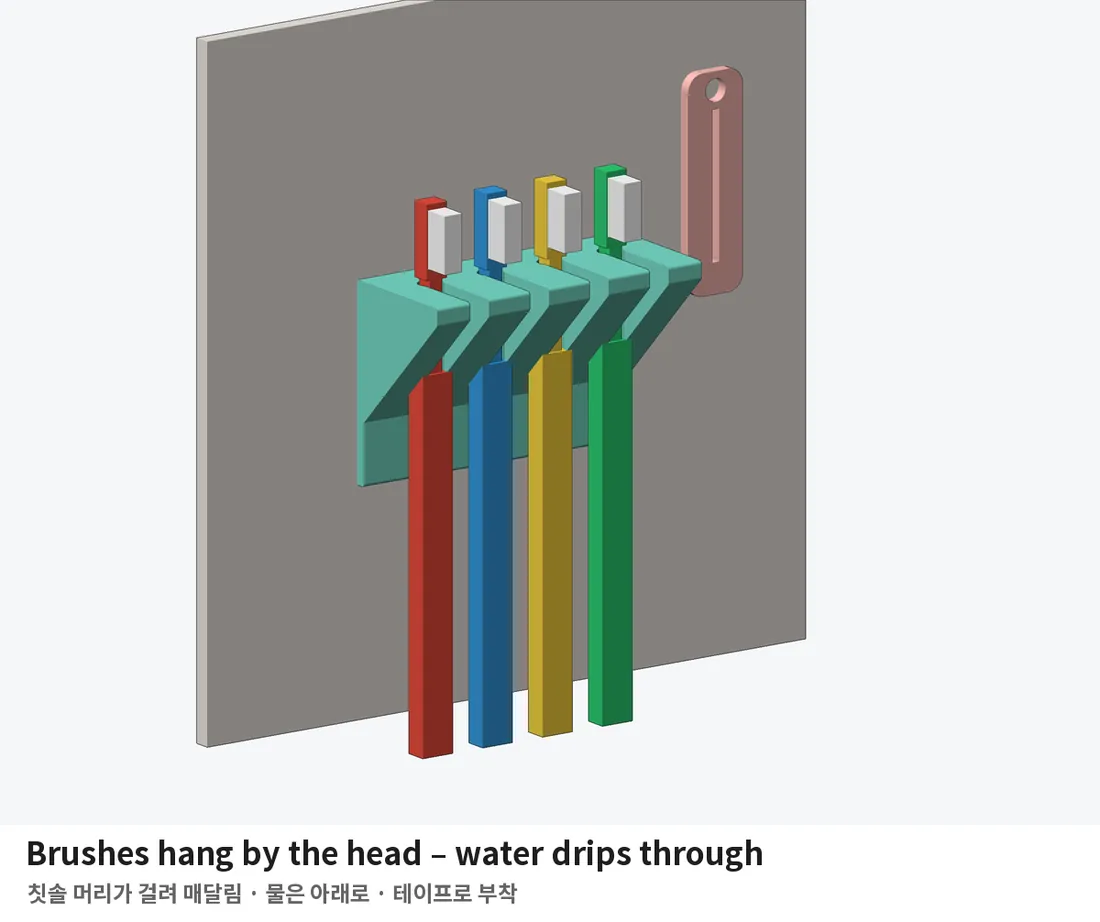 Brushes hang by the head – water drips through
칫솔 머리가 걸려 매달림 · 물은 아래로 · 테이프로 부착